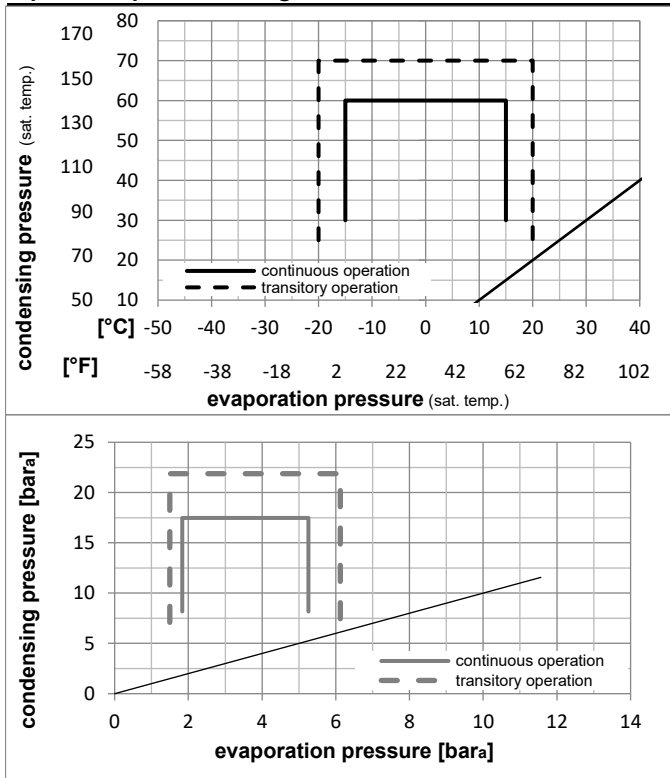 170 80
[°C]
70
150
60
130
50
110
40
90
30
70
20
50 10
condensing pressure (sat. temp.)
continuous operation
transitory operation
[°C] -50 -40 -30 -20 -10 0 10 20 30 40
[°F] -58 -38 -18 2 22 42 62 82 102
evaporation pressure (sat. temp.)
25
20
15
10
5
0
condensing pressure [bara]
continuous operation
transitory operation
0 2 4 6 8 10 12 14
evaporation pressure [bara]